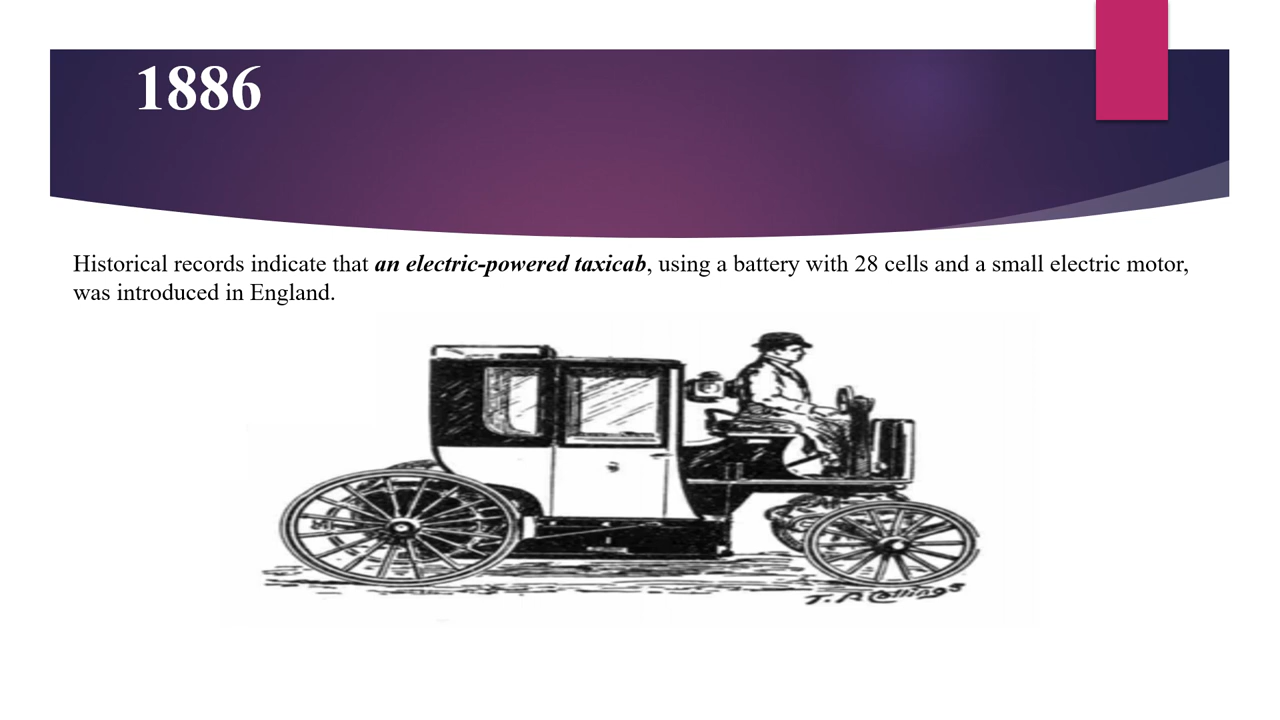 1886
Historical records indicate that an electric-powered taxicab, using a battery with 28 cells and a small electric motor,
was introduced in England.